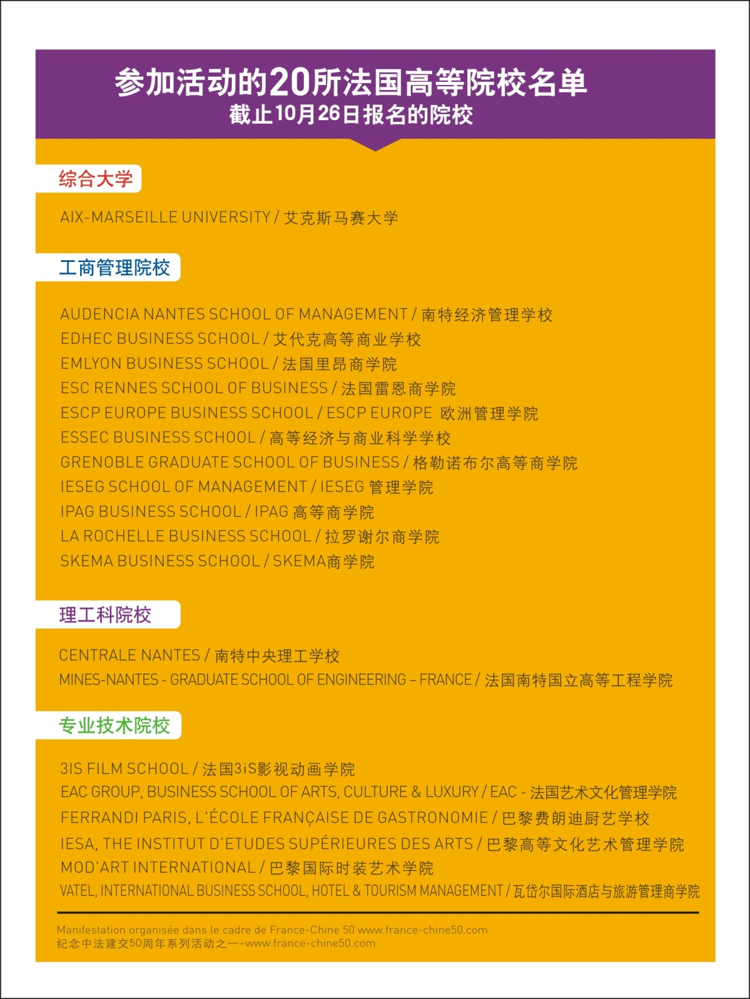 参加活动的20所法国高等院校名单
截止10月26日报名的院校
综合大学
AIX-MARSEILLE UNIVERSITY / 艾克斯马赛大学
工商管理院校
AUDENCIA NANTES SCHOOL OF MANAGEMENT / 南特经济管理学校
EDHEC BUSINESS SCHOOL / 艾代克高等商业学校
EMLYON BUSINESS SCHOOL / 法国里昂商学院
ESC RENNES SCHOOL OF BUSINESS / 法国雷恩商学院
ESCP EUROPE BUSINESS SCHOOL / ESCP EUROPE 欧洲管理学院
ESSEC BUSINESS SCHOOL / 高等经济与商业科学学校
GRENOBLE GRADUATE SCHOOL OF BUSINESS / 格勒诺布尔高等商学院
IESEG SCHOOL OF MANAGEMENT / IESEG 管理学院
IPAG BUSINESS SCHOOL / IPAG 高等商学院
LA ROCHELLE BUSINESS SCHOOL / 拉罗谢尔商学院
SKEMA BUSINESS SCHOOL / SKEMA商学院
理工科院校
CENTRALE NANTES / 南特中央理工学校
MINES-NANTES - GRADUATE SCHOOL OF ENGINEERING – FRANCE / 法国南特国立高等工程学院
专业技术院校
3IS FILM SCHOOL / 法国3iS影视动画学院
EAC GROUP, BUSINESS SCHOOL OF ARTS, CULTURE & LUXURY / EAC - 法国艺术文化管理学院
FERRANDI PARIS, L'ÉCOLE FRANÇAISE DE GASTRONOMIE / 巴黎费朗迪厨艺学校
IESA, THE INSTITUT D'ETUDES SUPÉRIEURES DES ARTS / 巴黎高等文化艺术管理学院
MOD'ART INTERNATIONAL / 巴黎国际时装艺术学院
VATEL, INTERNATIONAL BUSINESS SCHOOL, HOTEL & TOURISM MANAGEMENT / 瓦岱尔国际酒店与旅游管理商学院
Manifestation organisée dans le cadre de France-Chine 50 www.france-chine50.com
纪念中法建交50周年系列活动之一–www.france-chine50.com